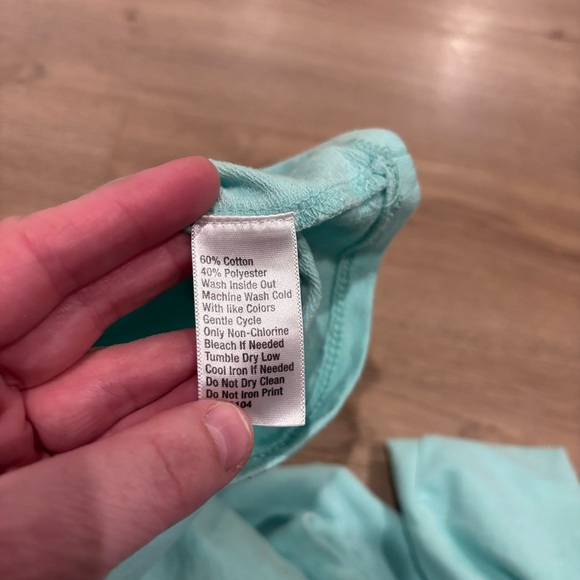 60% Cotton
40% Polyester
Wash Inside Out
Machine Wash Cold
With like Colors
Gentle Cycle
Only Non-Chlorine
Bleach If Needed
Tumble Dry Low
Cool Iron If Needed
Do Not Dry Clean
Do Not Iron Print